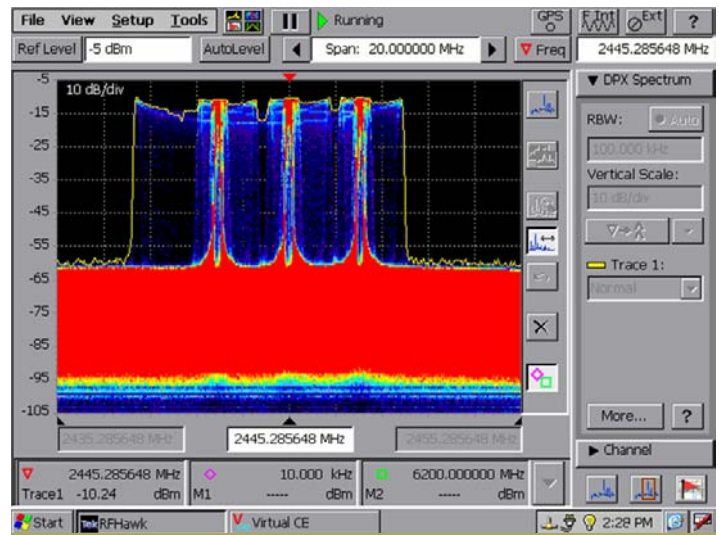 File View Setup Tools Running GPS F Int Ext ?
Ref Level -5 dBm AutoLevel Span: 20.000000 MHz Freq 2445.285648 MHz
10 dB/div
-5
-15
-25
-35
-45
-55
-65
-75
-85
-95
-105
2435.285648 MHz 2445.285648 MHz 2455.285648 MHz
DPX Spectrum
RBW: Auto
100.000 kHz
Vertical Scale:
10 dB/div
Trace 1:
Normal
More... ?
Channel
2445.285648 MHz 10.000 kHz 6200.000000 MHz
Trace1 -10.24 dBm M1 ----- dBm M2 ----- dBm
Start Tek RFHawk Virtual CE 2:28 PM